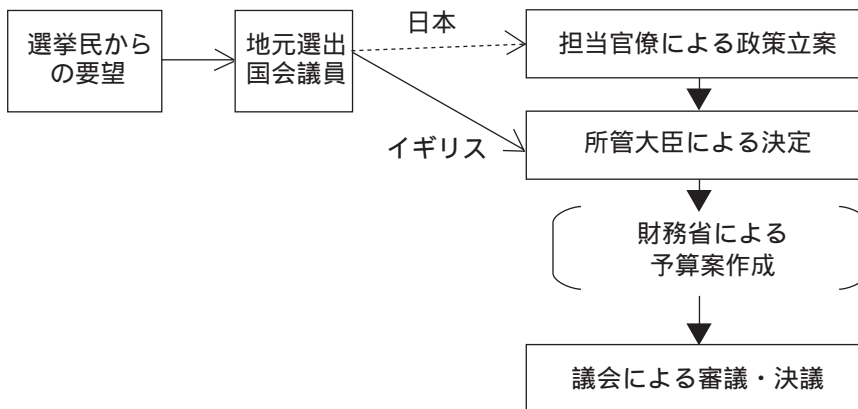 選挙民から
の要望
地元選出
国会議員
日本
イギリス
担当官僚による政策立案
所管大臣による決定
財務省による
予算案作成
議会による審議・決議